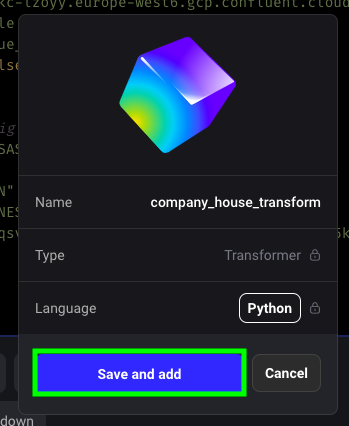 kc-lzoyy.europe-west6.gcp.confluent.cloud
le
ue_
lse
ig
SAS
N"
NES
qsv
Name company_house_transform
Type Transformer
Language Python
Save and add Cancel
down